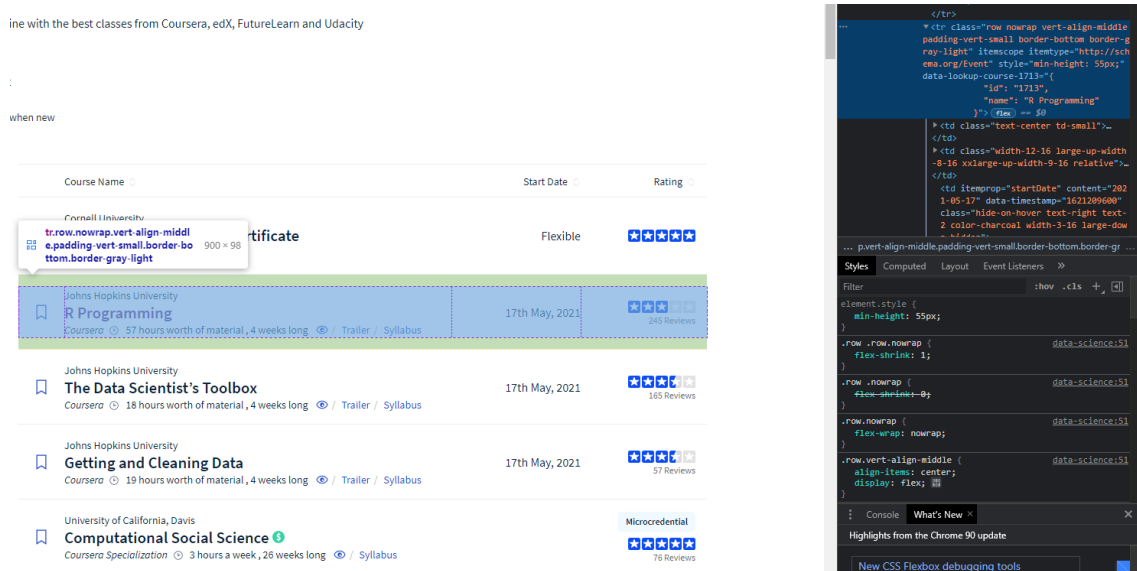 ine with the best classes from Coursera, edX, FutureLearn and Udacity
:
when new
Course Name
Start Date
Rating
Cornell University
rtificate
Flexible
tr.row.nowrap.vert-align-middl
e.padding-vert-small.border-bo
ttom.border-gray-light
900 × 98
Johns Hopkins University
R Programming
Coursera 57 hours worth of material , 4 weeks long / Trailer / Syllabus
17th May, 2021
245 Reviews
Johns Hopkins University
The Data Scientist's Toolbox
Coursera 18 hours worth of material , 4 weeks long / Trailer / Syllabus
17th May, 2021
165 Reviews
Johns Hopkins University
Getting and Cleaning Data
Coursera 19 hours worth of material , 4 weeks long / Trailer / Syllabus
17th May, 2021
57 Reviews
University of California, Davis
Computational Social Science $
Coursera Specialization 3 hours a week , 26 weeks long / Syllabus
Microcredential
76 Reviews
</tr>
… ▼<tr class="row nowrap vert-align-middle
padding-vert-small border-bottom border-g
ray-light" itemscope itemtype="http://sch
ema.org/Event" style="min-height: 55px;"
data-lookup-course-1713="{
"id": "1713",
"name": "R Programming"
}"> flex == $0
▶<td class="text-center td-small">…
</td>
▶<td class="width-12-16 large-up-width
-8-16 xxlarge-up-width-9-16 relative">…
</td>
<td itemprop="startDate" content="202
1-05-17" data-timestamp="1621209600"
class="hide-on-hover text-right text-
2 color-charcoal width-3-16 large-dow
n-hidden">
… p.vert-align-middle.padding-vert-small.border-bottom.border-gr …
Styles Computed Layout Event Listeners »
Filter :hov .cls +
element.style {
min-height: 55px;
}
.row .row.nowrap { data-science:51
flex-shrink: 1;
}
.row .nowrap { data-science:51
flex-shrink: 0;
}
.row.nowrap { data-science:51
flex-wrap: nowrap;
}
.row.vert-align-middle { data-science:51
align-items: center;
display: flex;
}
Console What's New × ×
Highlights from the Chrome 90 update
New CSS Flexbox debugging tools